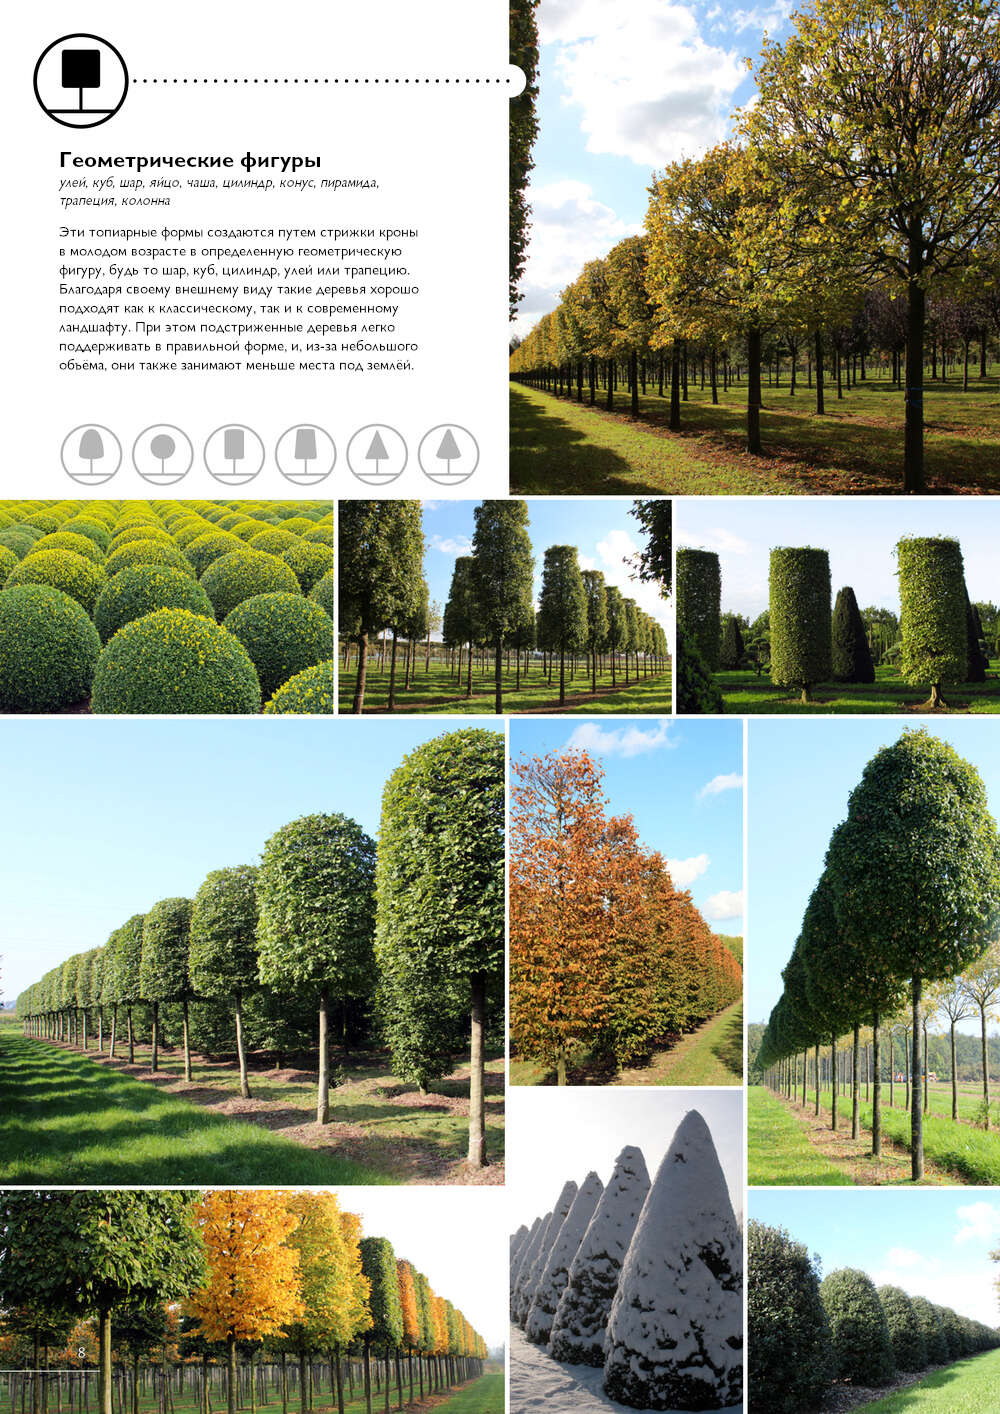 Геометрические фигуры
улей, куб, шар, яйцо, чаша, цилиндр, конус, пирамида,
трапеция, колонна
Эти топиарные формы создаются путем стрижки кроны
в молодом возрасте в определенную геометрическую
фигуру, будь то шар, куб, цилиндр, улей или трапецию.
Благодаря своему внешнему виду такие деревья хорошо
подходят как к классическому, так и к современному
ландшафту. При этом подстриженные деревья легко
поддерживать в правильной форме, и, из-за небольшого
объёма, они также занимают меньше места под землёй.
8